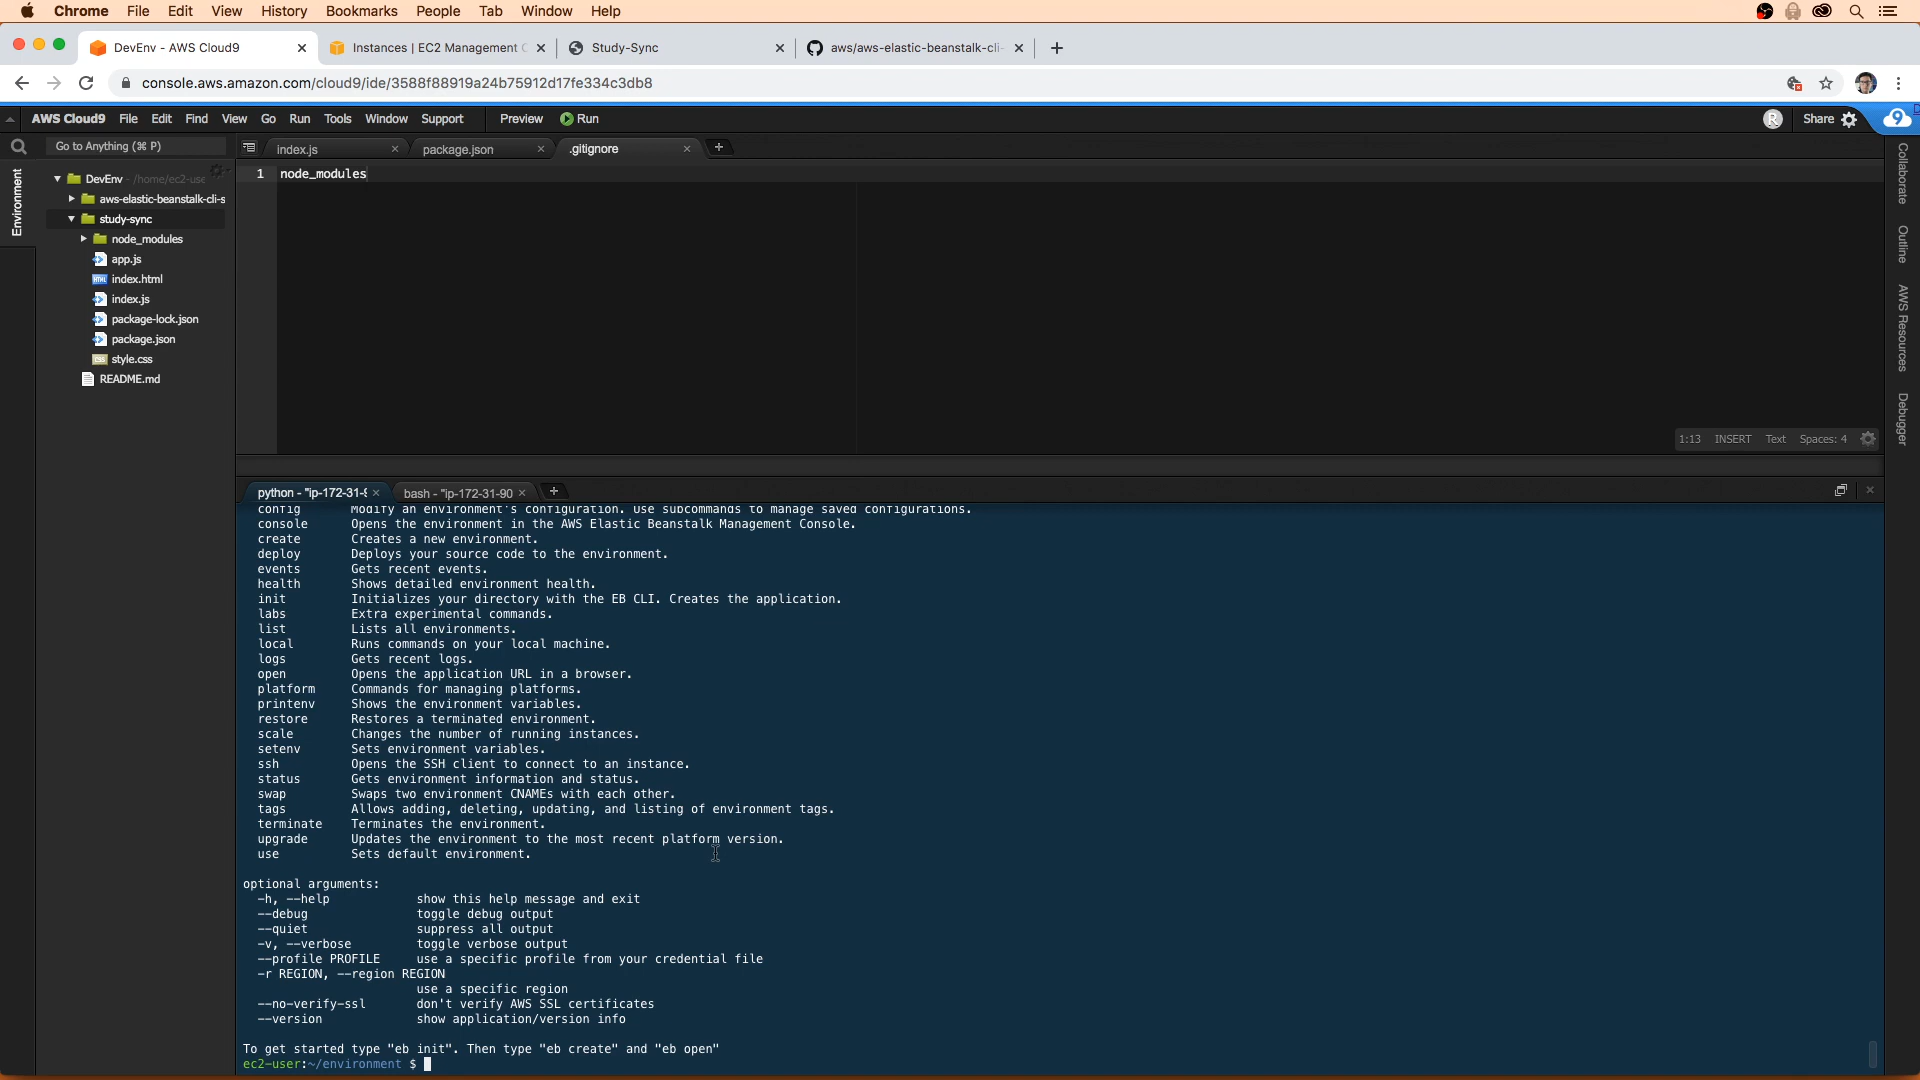 Chrome File Edit View History Bookmarks People Tab Window Help
DevEnv - AWS Cloud9
Instances | EC2 Management C
Study-Sync
aws/aws-elastic-beanstalk-cli-
console.aws.amazon.com/cloud9/ide/3588f88919a24b75912d17fe334c3db8
AWS Cloud9 File Edit Find View Go Run Tools Window Support Preview Run
R Share 9
Go to Anything (⌘ P)
index.js
package.json
.gitignore
Environment
DevEnv - /home/ec2-use
aws-elastic-beanstalk-cli-s
study-sync
node_modules
app.js
index.html
index.js
package-lock.json
package.json
style.css
README.md
1 node_modules
1:13 INSERT Text Spaces: 4
Collaborate
Outline
AWS Resources
Debugger
python - "ip-172-31-9
bash - "ip-172-31-90
config Modify an environment's configuration. Use subcommands to manage saved configurations.
console Opens the environment in the AWS Elastic Beanstalk Management Console.
create Creates a new environment.
deploy Deploys your source code to the environment.
events Gets recent events.
health Shows detailed environment health.
init Initializes your directory with the EB CLI. Creates the application.
labs Extra experimental commands.
list Lists all environments.
local Runs commands on your local machine.
logs Gets recent logs.
open Opens the application URL in a browser.
platform Commands for managing platforms.
printenv Shows the environment variables.
restore Restores a terminated environment.
scale Changes the number of running instances.
setenv Sets environment variables.
ssh Opens the SSH client to connect to an instance.
status Gets environment information and status.
swap Swaps two environment CNAMEs with each other.
tags Allows adding, deleting, updating, and listing of environment tags.
terminate Terminates the environment.
upgrade Updates the environment to the most recent platform version.
use Sets default environment.
optional arguments:
-h, --help show this help message and exit
--debug toggle debug output
--quiet suppress all output
-v, --verbose toggle verbose output
--profile PROFILE use a specific profile from your credential file
-r REGION, --region REGION
use a specific region
--no-verify-ssl don't verify AWS SSL certificates
--version show application/version info
To get started type "eb init". Then type "eb create" and "eb open"
ec2-user:~/environment $